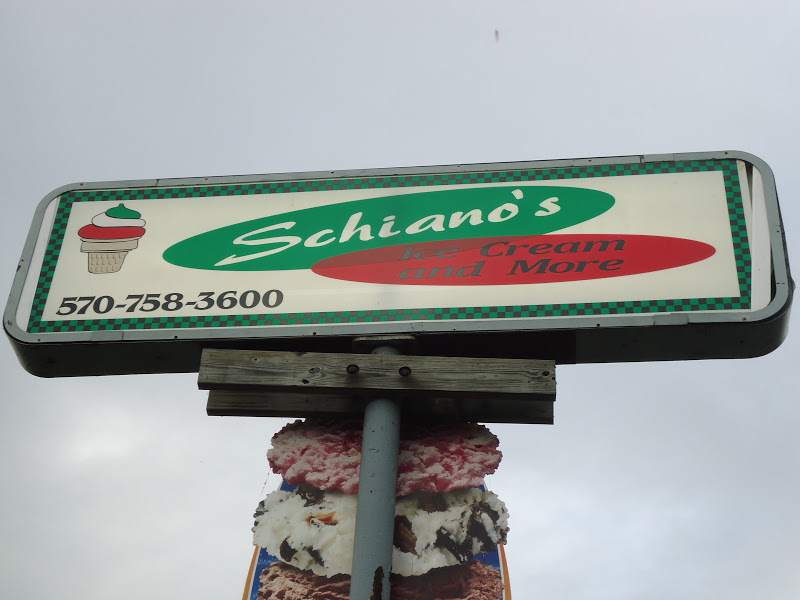 Schiano's
Ice Cream
and More
570-758-3600